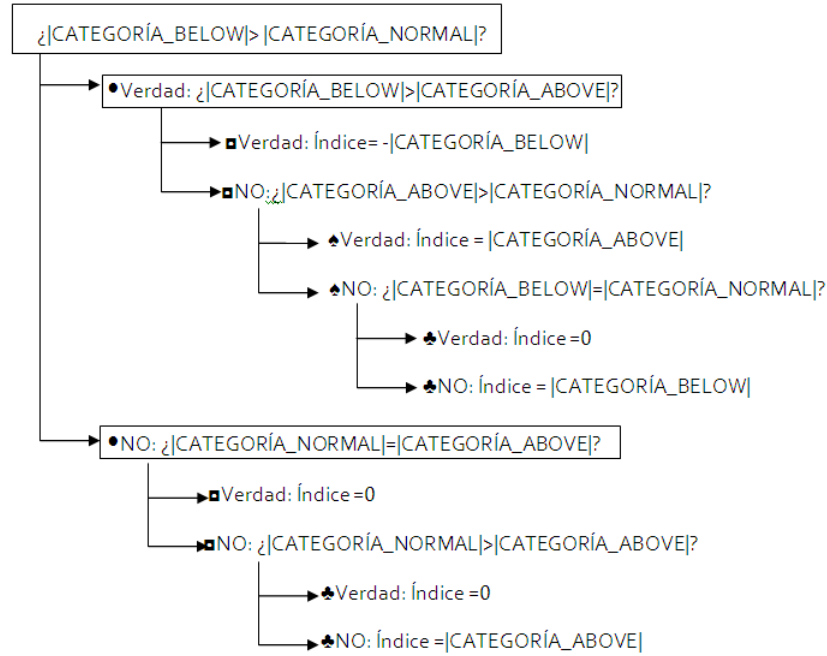 ¿|CATEGORÍA_BELOW|> |CATEGORÍA_NORMAL|?
●Verdad: ¿|CATEGORÍA_BELOW|>|CATEGORÍA_ABOVE|?
◘Verdad: Índice= -|CATEGORÍA_BELOW|
◘NO:¿|CATEGORÍA_ABOVE|>|CATEGORÍA_NORMAL|?
♠Verdad: Índice = |CATEGORÍA_ABOVE|
♠NO: ¿|CATEGORÍA_BELOW|=|CATEGORÍA_NORMAL|?
♣Verdad: Índice =0
♣NO: Índice = |CATEGORÍA_BELOW|
●NO: ¿|CATEGORÍA_NORMAL|=|CATEGORÍA_ABOVE|?
◘Verdad: Índice =0
◘NO: ¿|CATEGORÍA_NORMAL|>|CATEGORÍA_ABOVE|?
♣Verdad: Índice =0
♣NO: Índice =|CATEGORÍA_ABOVE|